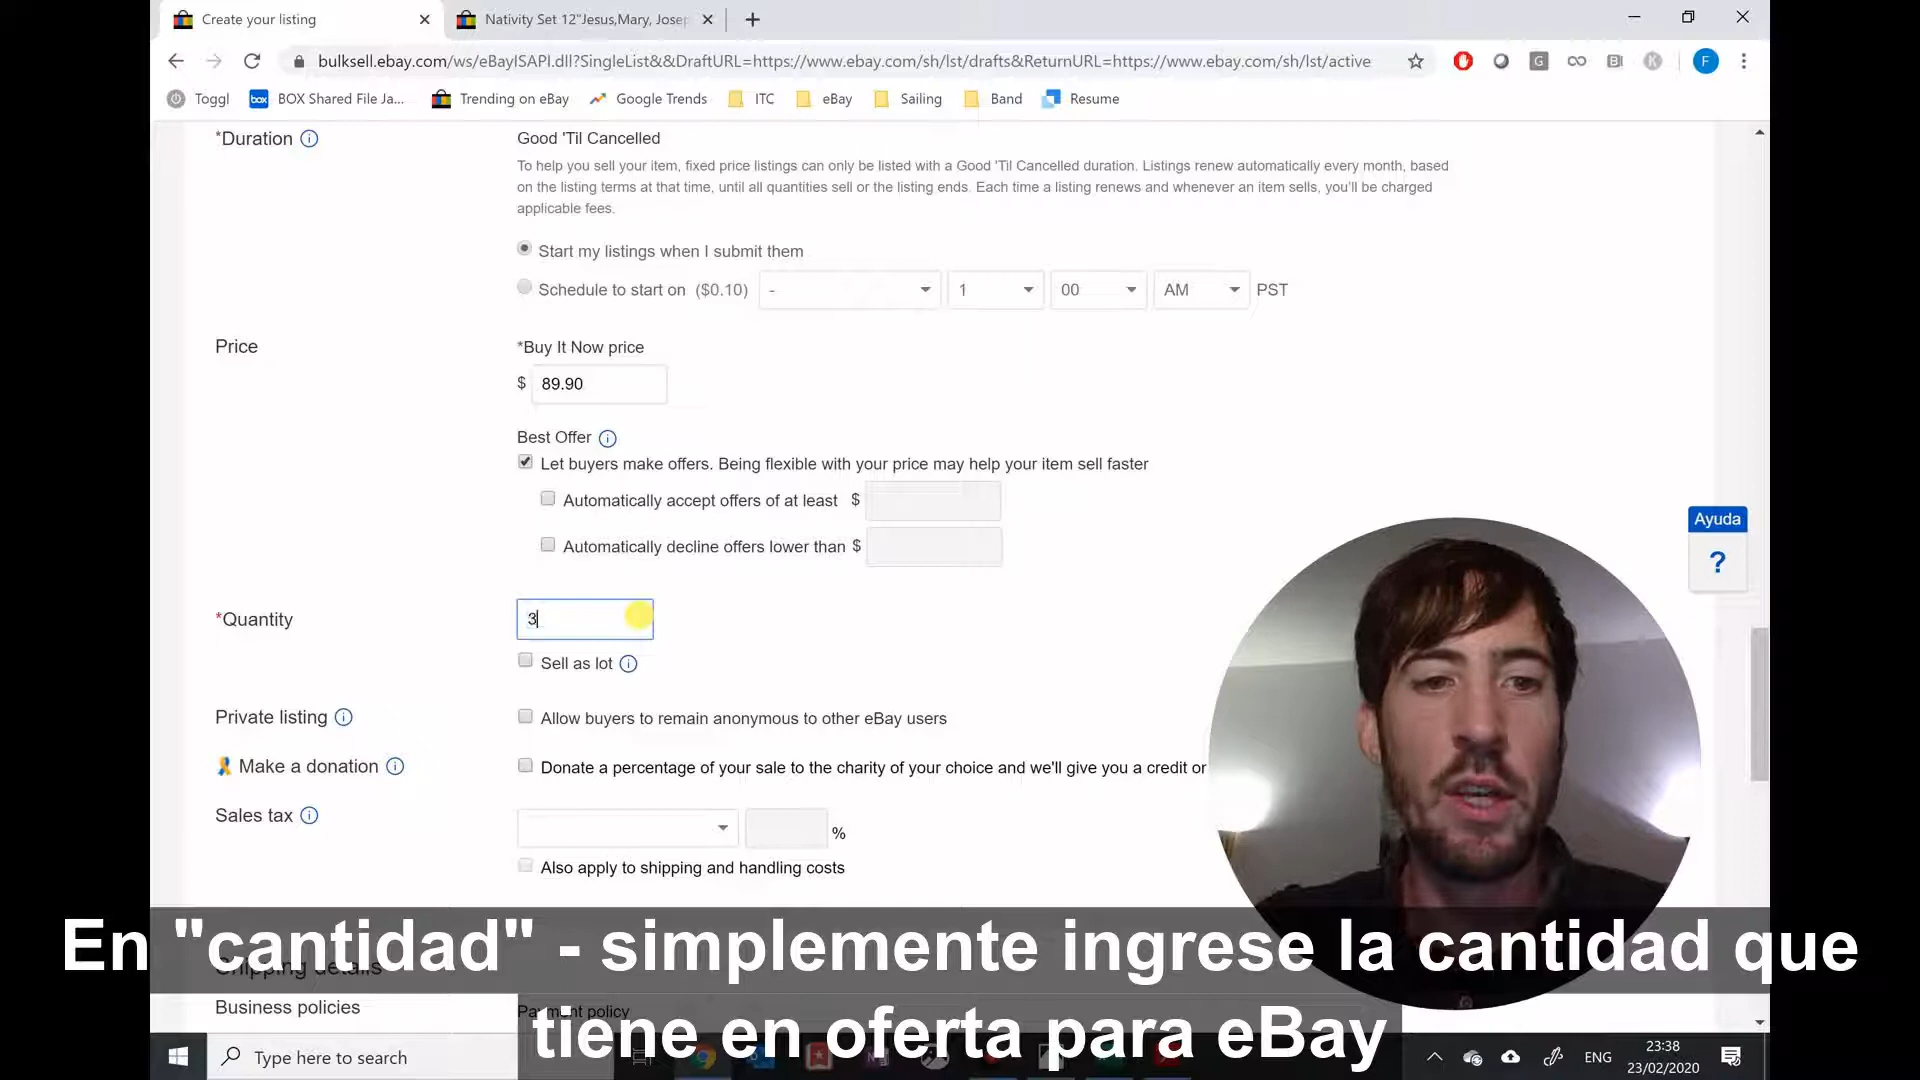 Create your listing
Nativity Set 12"Jesus,Mary, Josep
bulksell.ebay.com/ws/eBayISAPI.dll?SingleList&&DraftURL=https://www.ebay.com/sh/lst/drafts&ReturnURL=https://www.ebay.com/sh/lst/active
Toggl
box
BOX Shared File Ja...
Trending on eBay
Google Trends
ITC
eBay
Sailing
Band
Resume
*Duration
Good 'Til Cancelled
To help you sell your item, fixed price listings can only be listed with a Good 'Til Cancelled duration. Listings renew automatically every month, based
on the listing terms at that time, until all quantities sell or the listing ends. Each time a listing renews and whenever an item sells, you'll be charged
applicable fees.
Start my listings when I submit them
Schedule to start on ($0.10) - 1 00 AM PST
Price
*Buy It Now price
$ 89.90
Best Offer
Let buyers make offers. Being flexible with your price may help your item sell faster
Automatically accept offers of at least $
Automatically decline offers lower than $
Ayuda
?
*Quantity
3
Sell as lot
Private listing
Allow buyers to remain anonymous to other eBay users
Make a donation
Donate a percentage of your sale to the charity of your choice and we'll give you a credit or
Sales tax
%
Also apply to shipping and handling costs
En "cantidad" - simplemente ingrese la cantidad que
tiene en oferta para eBay
Shipping details
Business policies
Payment policy
Type here to search
ENG
23:38
23/02/2020